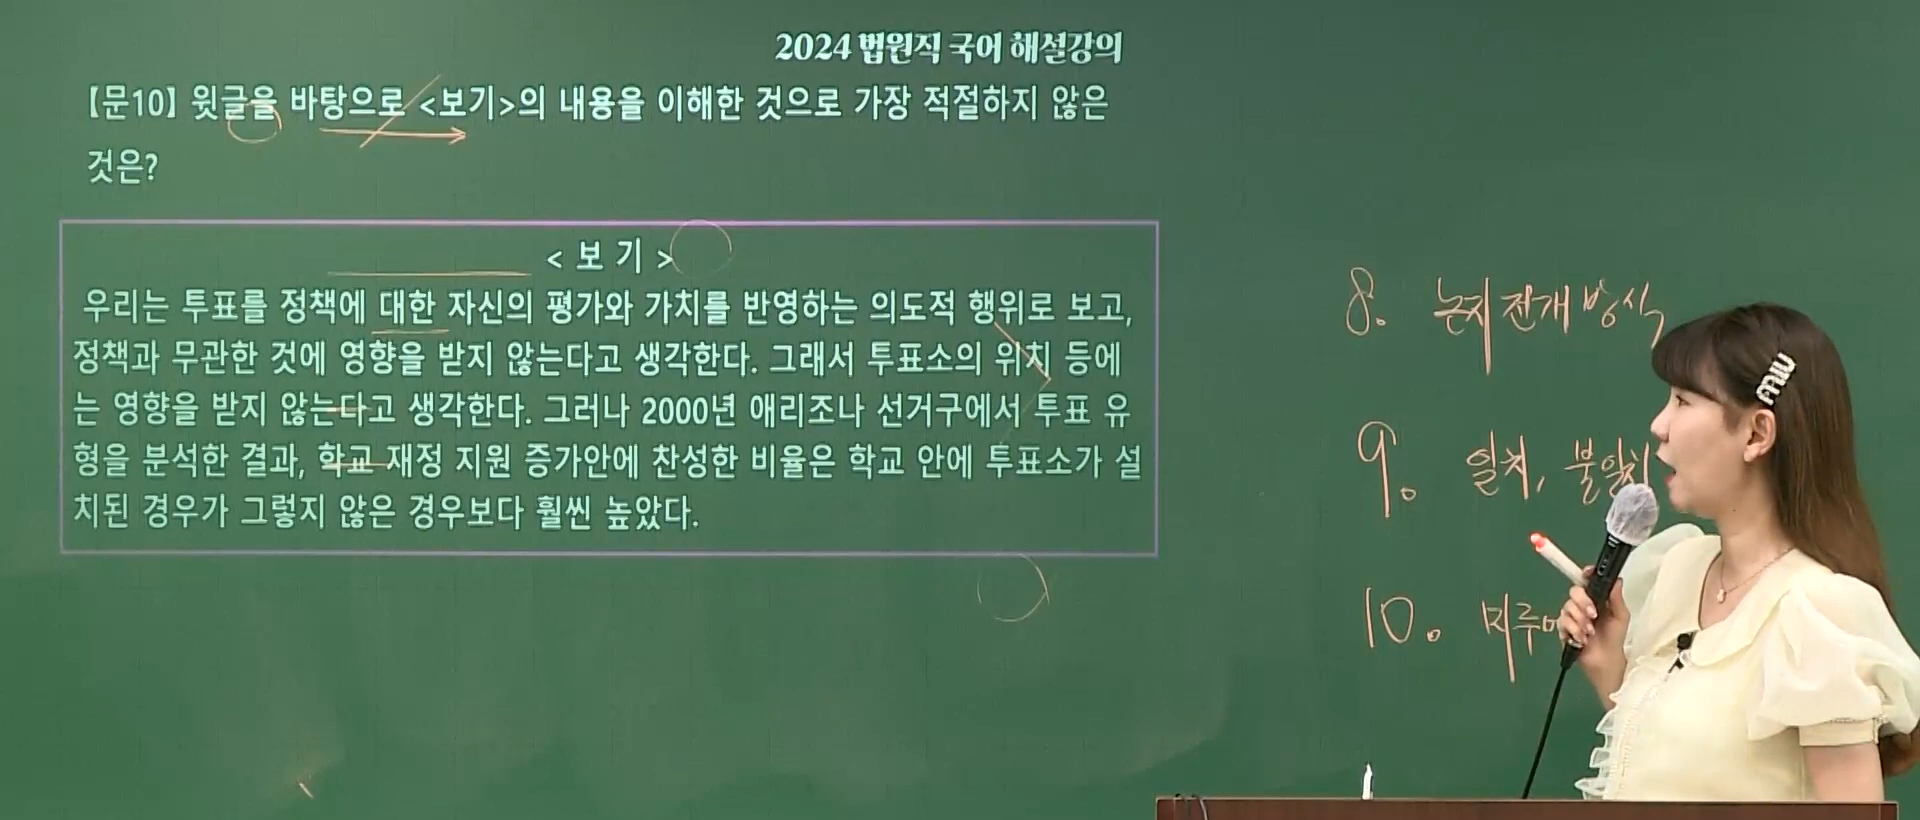 2024 법원직 국어 해설강의
【문10】 윗글을 바탕으로 <보기>의 내용을 이해한 것으로 가장 적절하지 않은
것은?
< 보 기 >
우리는 투표를 정책에 대한 자신의 평가와 가치를 반영하는 의도적 행위로 보고,
정책과 무관한 것에 영향을 받지 않는다고 생각한다. 그래서 투표소의 위치 등에
는 영향을 받지 않는다고 생각한다. 그러나 2000년 애리조나 선거구에서 투표 유
형을 분석한 결과, 학교 재정 지원 증가안에 찬성한 비율은 학교 안에 투표소가 설
치된 경우가 그렇지 않은 경우보다 훨씬 높았다.
8. 논지 전개 방식
9. 일치, 불일치
10.